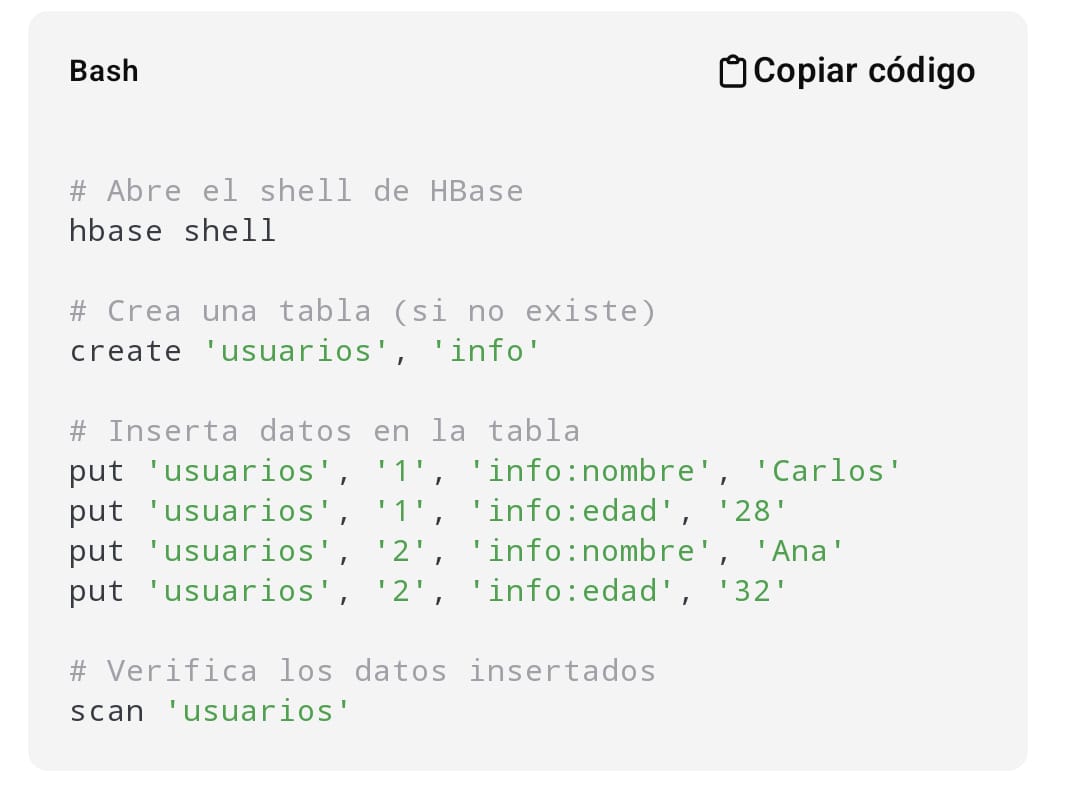 Bash
Copiar código
# Abre el shell de HBase
hbase shell
# Crea una tabla (si no existe)
create 'usuarios', 'info'
# Inserta datos en la tabla
put 'usuarios', '1', 'info:nombre', 'Carlos'
put 'usuarios', '1', 'info:edad', '28'
put 'usuarios', '2', 'info:nombre', 'Ana'
put 'usuarios', '2', 'info:edad', '32'
# Verifica los datos insertados
scan 'usuarios'